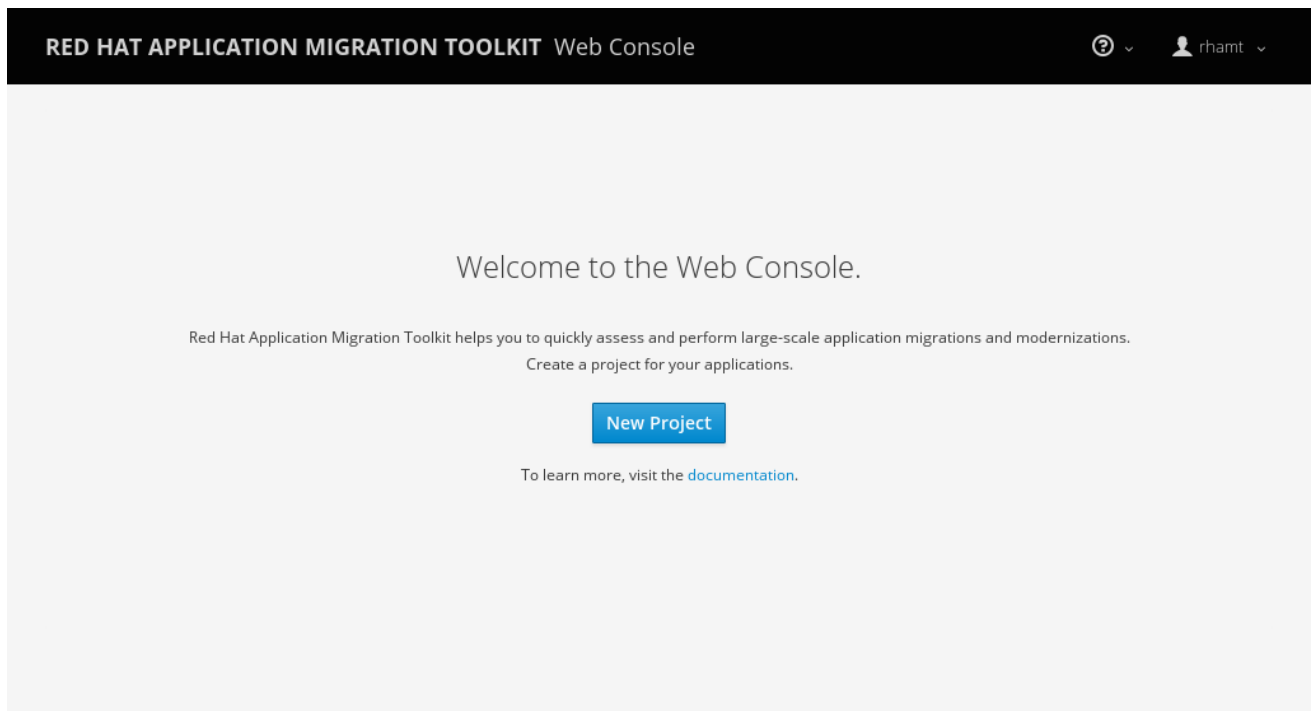 RED HAT APPLICATION MIGRATION TOOLKIT Web Console
rhamt
Welcome to the Web Console.
Red Hat Application Migration Toolkit helps you to quickly assess and perform large-scale application migrations and modernizations.
Create a project for your applications.
New Project
To learn more, visit the documentation.